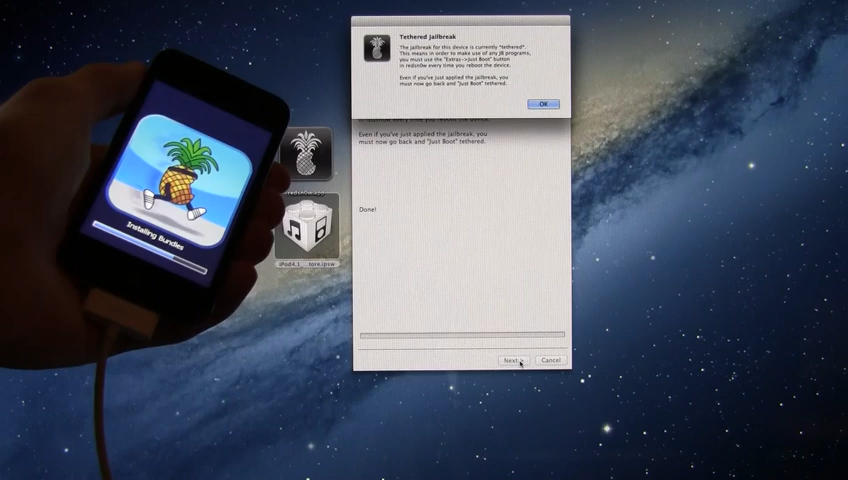 Tethered Jailbreak
The jailbreak for this device is currently "tethered".
This means in order to make use of any JB programs,
you must use the "Extras->Just Boot" button
in redsn0w every time you reboot the device.
Even if you've just applied the jailbreak, you
must now go back and "Just Boot" tethered.
OK
Even if you've just applied the jailbreak, you
must now go back and "Just Boot" tethered.
Done!
redsn0w.app
Installing Bundles
Next >
Cancel